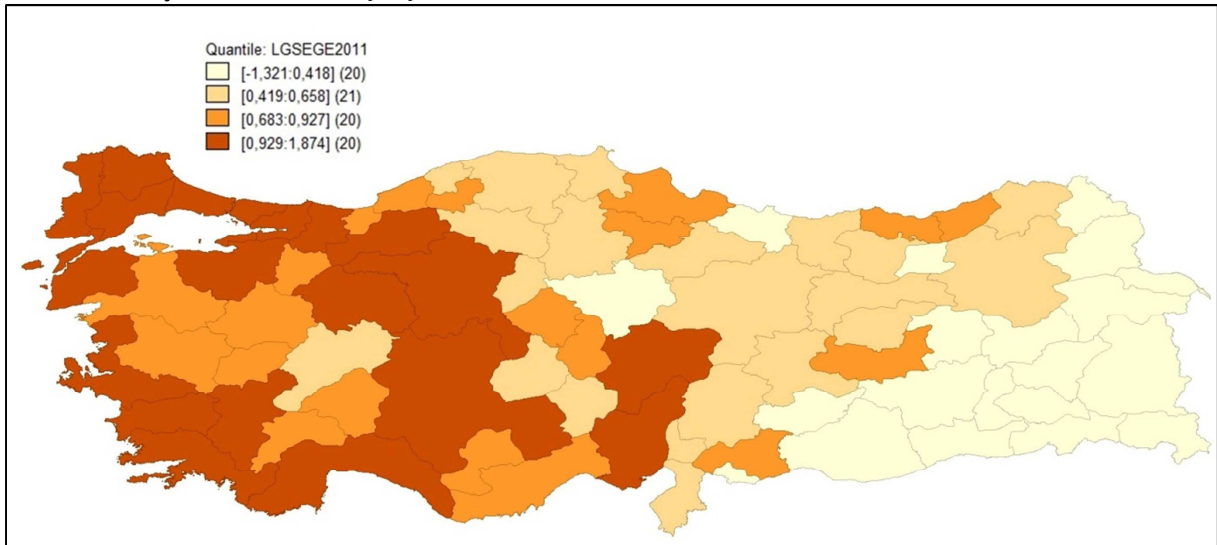 Quantile: LGSEGE2011
[-1,321:0,418] (20)
[0,419:0,658] (21)
[0,683:0,927] (20)
[0,929:1,874] (20)